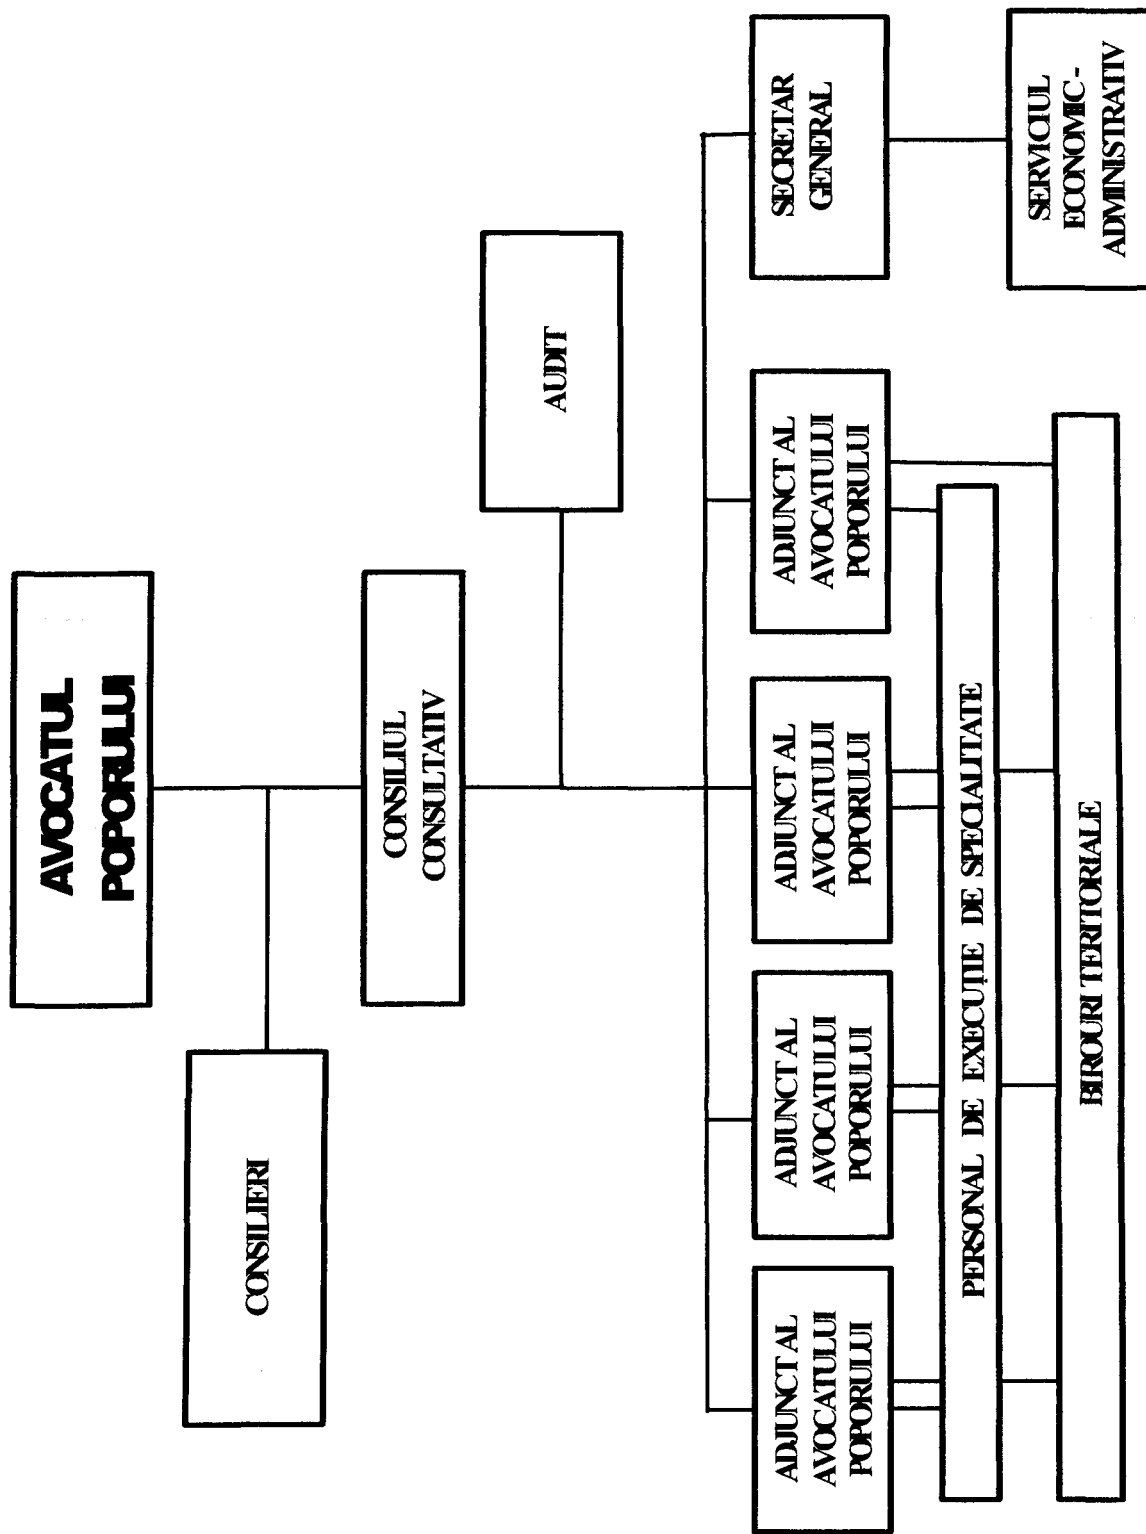 AVOCATUL
POPORULUI
CONSILIERI
CONSILIUL
CONSULTATIV
AUDIT
ADJUNCT AL
AVOCATULUI
POPORULUI
ADJUNCT AL
AVOCATULUI
POPORULUI
ADJUNCT AL
AVOCATULUI
POPORULUI
ADJUNCT AL
AVOCATULUI
POPORULUI
SECRETAR
GENERAL
PERSONAL DE EXECUȚIE DE SPECIALITATE
BIROURI TERITORIALE
SERVICIUL
ECONOMIC -
ADMINISTRATIV